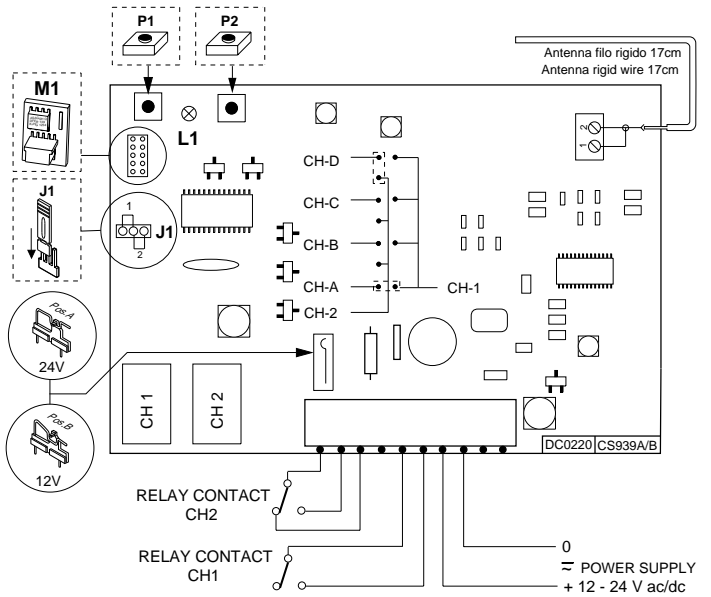 P1
P2
Antenna filo rigido 17cm
Antenna rigid wire 17cm
M1
L1
2
1
CH-D
J1
CH-C
1
J1
2
CH-B
CH-A
CH-1
CH-2
Pos.A
24V
CH 1
CH 2
Pos.B
12V
DC0220
CS939A/B
RELAY CONTACT
CH2
RELAY CONTACT
CH1
0
POWER SUPPLY
+ 12 - 24 V ac/dc